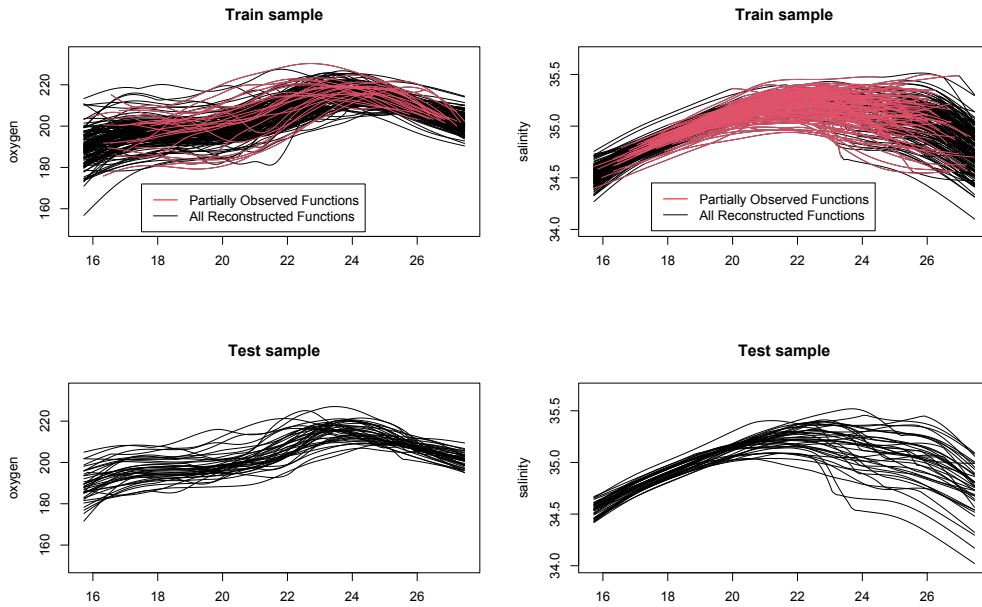 Train sample
oxygen
160 180 200 220
Partially Observed Functions
All Reconstructed Functions
16 18 20 22 24 26
Train sample
salinity
34.0 34.5 35.0 35.5
Partially Observed Functions
All Reconstructed Functions
16 18 20 22 24 26
Test sample
oxygen
160 180 200 220
16 18 20 22 24 26
Test sample
salinity
34.0 34.5 35.0 35.5
16 18 20 22 24 26